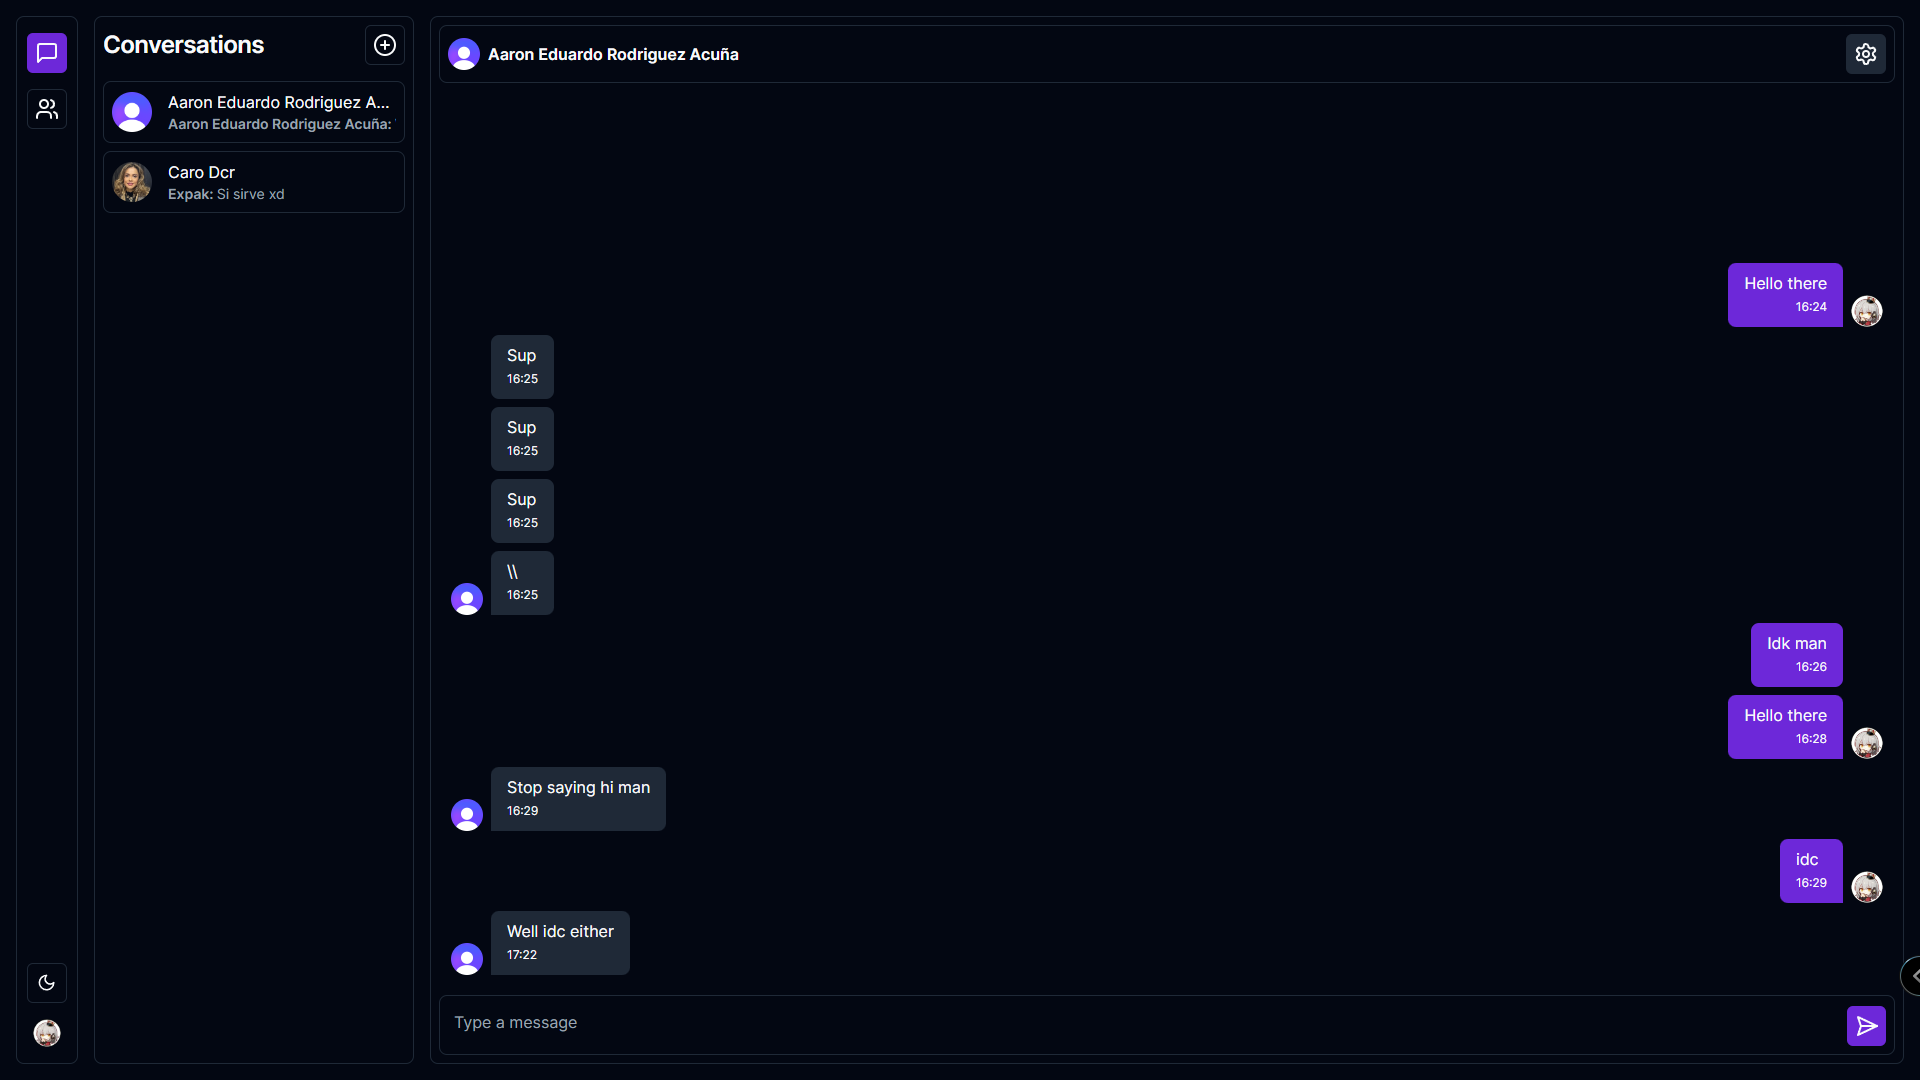 Conversations
Aaron Eduardo Rodriguez A...
Aaron Eduardo Rodriguez Acuña:
Caro Dcr
Expak: Si sirve xd
Aaron Eduardo Rodriguez Acuña
Hello there
16:24
Sup
16:25
Sup
16:25
Sup
16:25
\\
16:25
Idk man
16:26
Hello there
16:28
Stop saying hi man
16:29
idc
16:29
Well idc either
17:22
Type a message